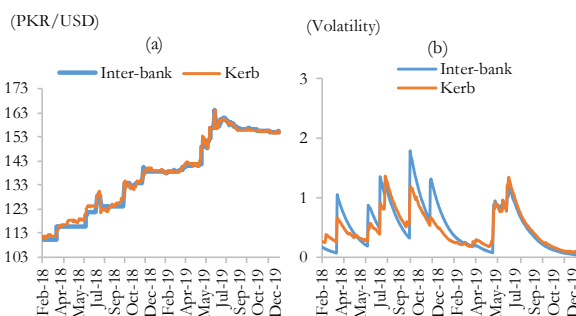 (PKR/USD)
(a)
Inter-bank Kerb
173
163
153
143
133
123
113
103
Feb-18 Apr-18 May-18 Jul-18 Sep-18 Oct-18 Dec-18 Feb-19 Apr-19 May-19 Jul-19 Sep-19 Oct-19 Dec-19
(Volatility)
(b)
Inter-bank
Kerb
3
2
1
0
Feb-18 Apr-18 May-18 Jul-18 Sep-18 Oct-18 Dec-18 Feb-19 Apr-19 May-19 Jul-19 Sep-19 Oct-19 Dec-19